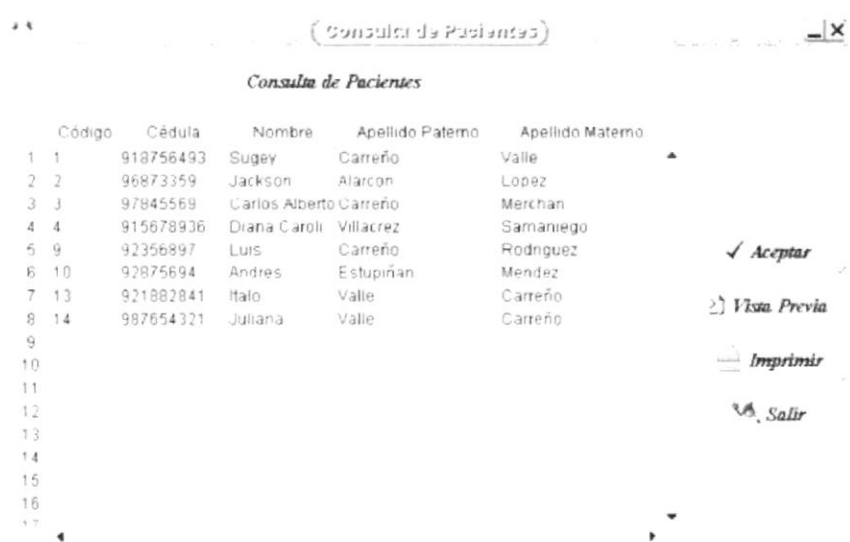 Consulta de Pacientes
Consulta de Pacientes
Código Cédula Nombre Apellido Paterno Apellido Materno
1 1 918756493 Sugey Carreño Valle
2 2 96873359 Jackson Alarcon Lopez
3 3 97845569 Carlos Alberto Carreño Merchan
4 4 915678936 Diana Caroli Villacrez Samaniego
5 9 92356897 Luis Carreño Rodriguez
6 10 92875694 Andres Estupiñan Mendez
7 13 921882841 Italo Valle Carreño
8 14 987654321 Juliana Valle Carreño
9
10
11
12
13
14
15
16
17
Aceptar
Vista Previa
Imprimir
Salir